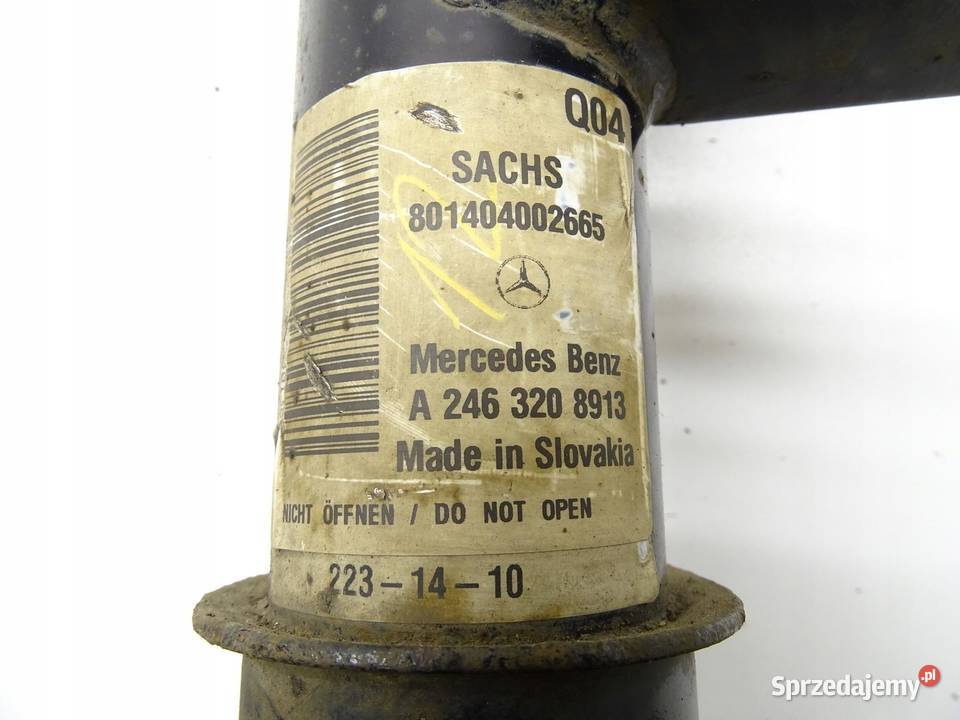 Q04
SACHS
801404002665
Mercedes Benz
A 246 320 8913
Made in Slovakia
NICHT ÖFFNEN / DO NOT OPEN
223-14-10
Sprzedajemy.pl